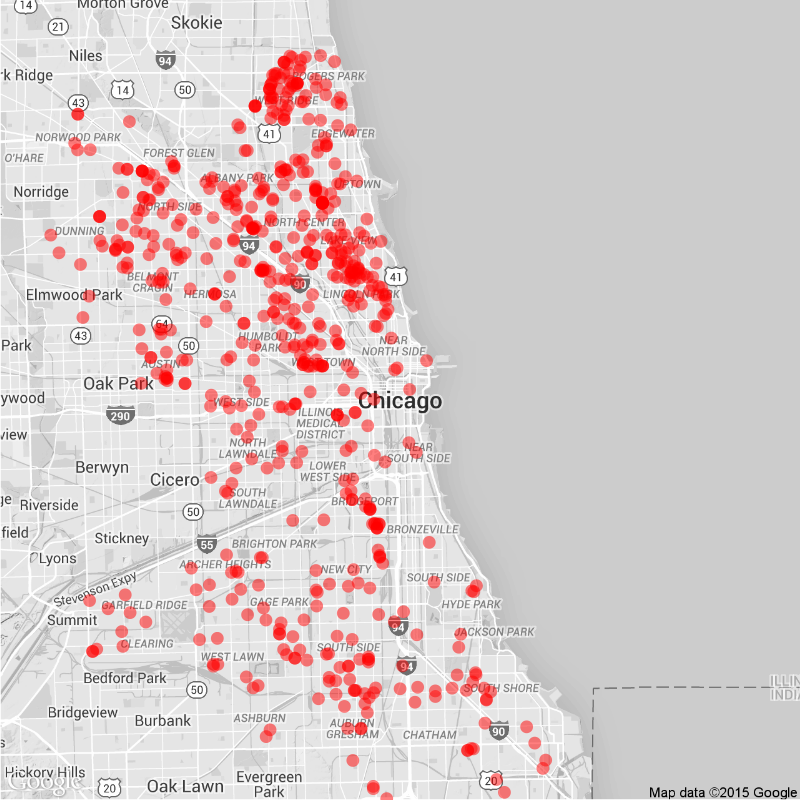 14
Morton Grove
21
Skokie
Niles
94
rk Ridge
ROGERS PARK
14
50
43
WEST RIDGE
41
EDGEWATER
NORWOOD PARK
O'HARE
FOREST GLEN
ALBANY PARK
UPTOWN
Norridge
NORTH SIDE
NORTH CENTER
DUNNING
94
LAKE VIEW
BELMONT
CRAGIN
90
41
Elmwood Park
HERMOSA
LINCOLN PARK
64
43
HUMBOLDT
PARK
NEAR
NORTH SIDE
Park
50
AUSTIN
WEST TOWN
Oak Park
ywood
WEST SIDE
Chicago
290
ILLINOIS
MEDICAL
DISTRICT
view
NORTH
LAWNDALE
NEAR
SOUTH SIDE
Berwyn
LOWER
WEST SIDE
Cicero
SOUTH
LAWNDALE
BRIDGEPORT
ge
Riverside
50
field
Stickney
BRONZEVILLE
55
BRIGHTON PARK
Lyons
ARCHER HEIGHTS
NEW CITY
Stevenson Expy
SOUTH SIDE
GARFIELD RIDGE
GAGE PARK
HYDE PARK
Summit
94
JACKSON PARK
CLEARING
SOUTH SIDE
WEST LAWN
94
Bedford Park
50
SOUTH SHORE
ILLIN
INDIA
Bridgeview
Burbank
ASHBURN
AUBURN
GRESHAM
90
CHATHAM
s
Hickory Hills
Google
20
Oak Lawn
Evergreen
Park
20
Map data ©2015 Google